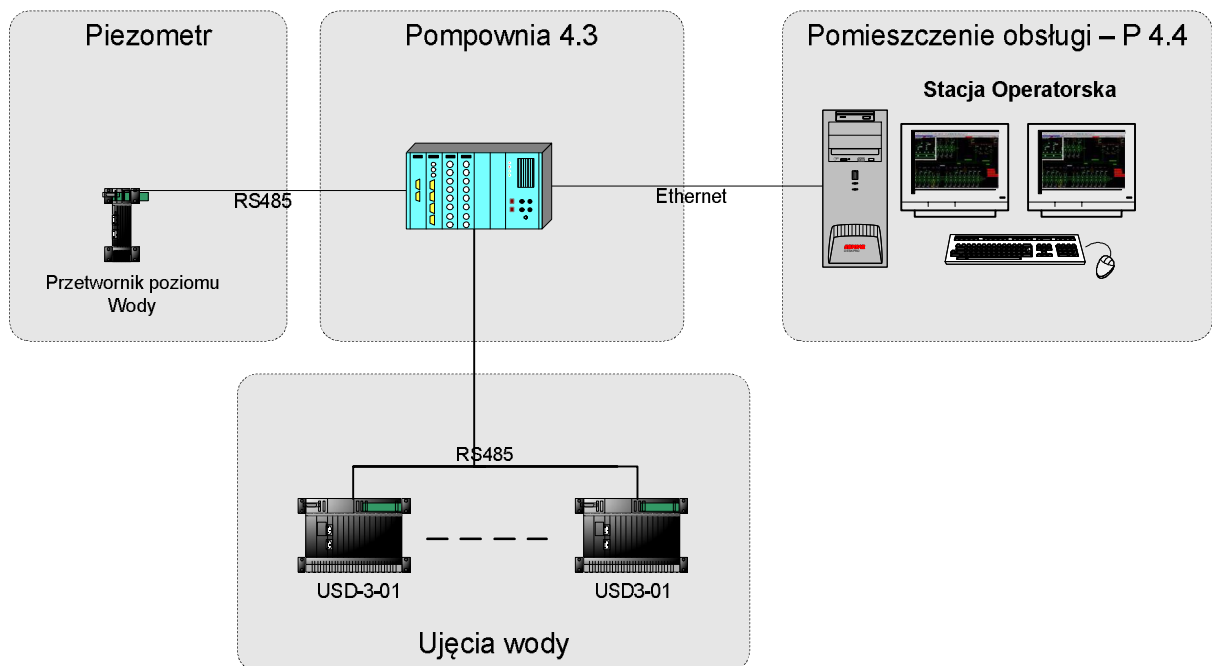 Piezometr
Pompownia 4.3
Pomieszczenie obsługi – P 4.4
Stacja Operatorska
RS485
Ethernet
Przetwornik poziomu
Wody
RS485
USD-3-01
USD3-01
Ujęcia wody